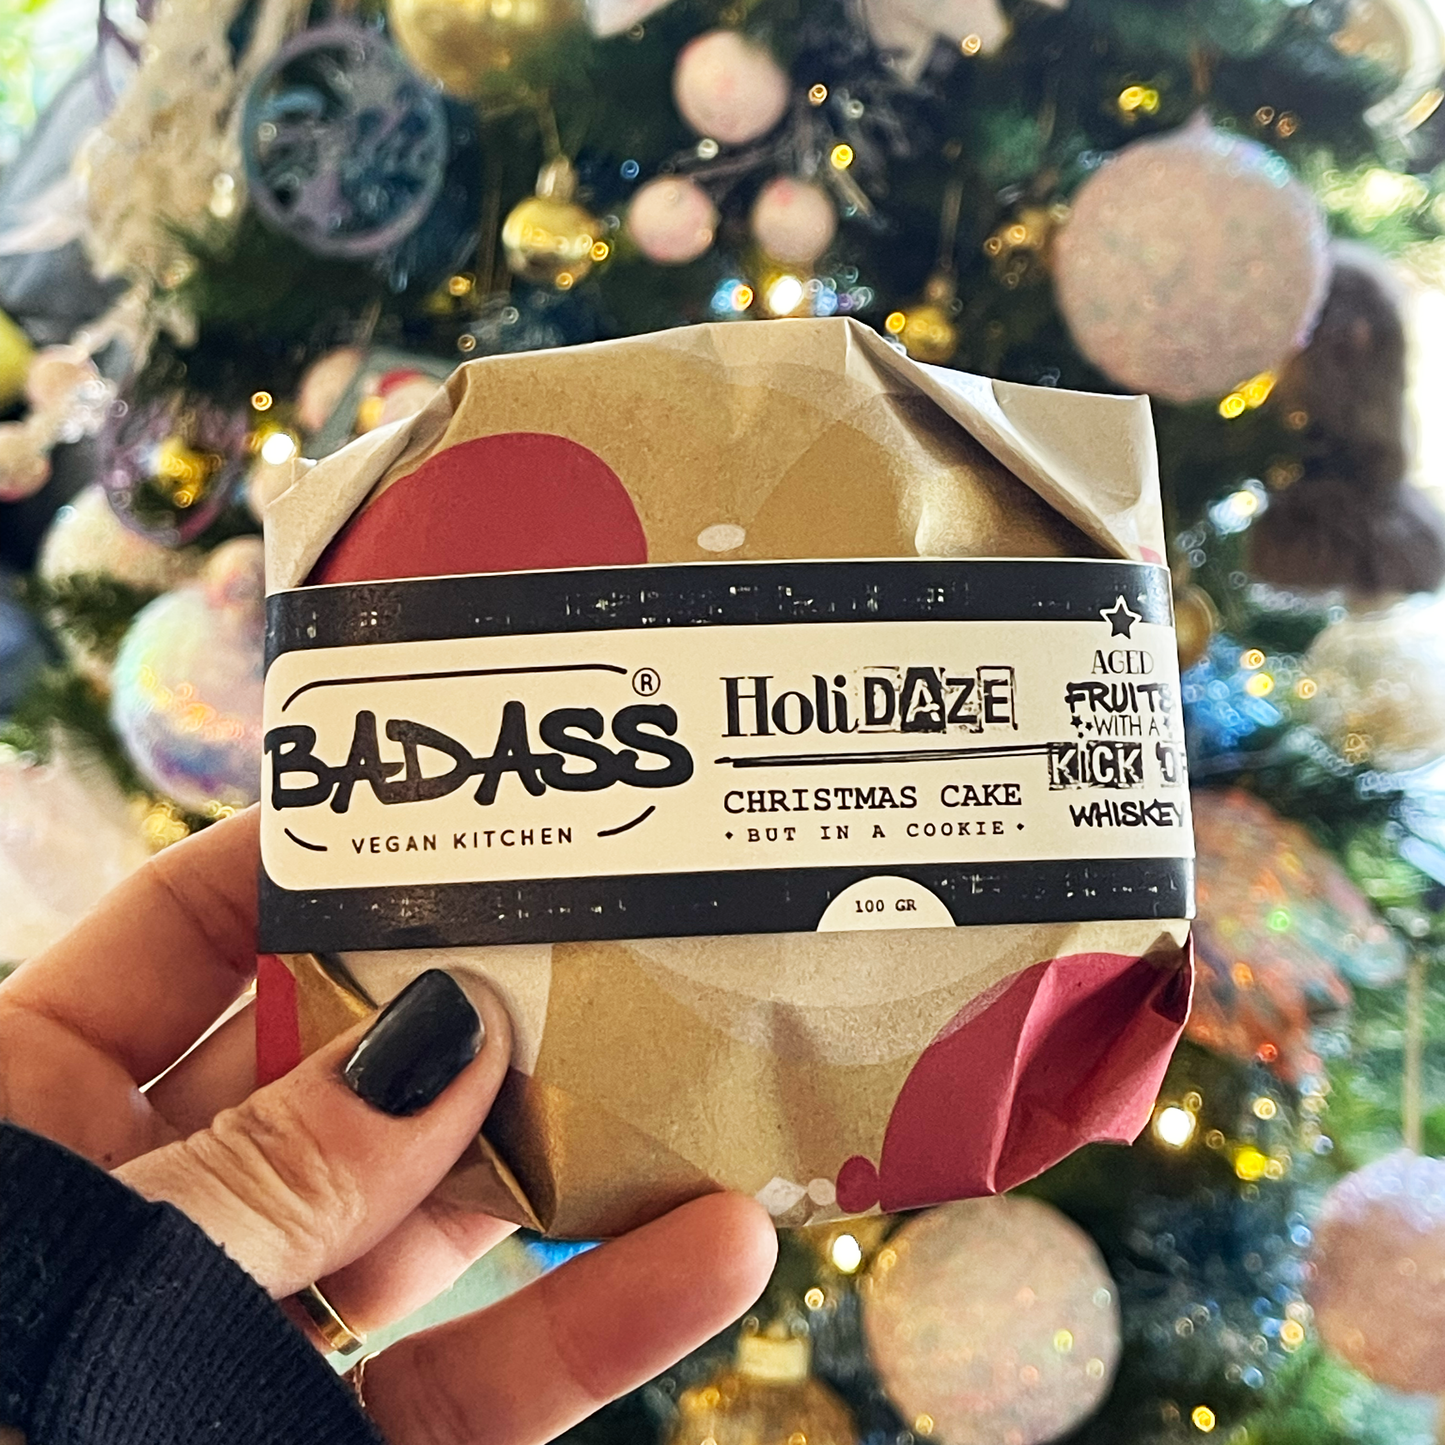 BADASS ®
VEGAN KITCHEN
HoliDAZE
CHRISTMAS CAKE
• BUT IN A COOKIE •
100 GR
AGED
FRUITS
WITH A
KICK OF
WHISKEY